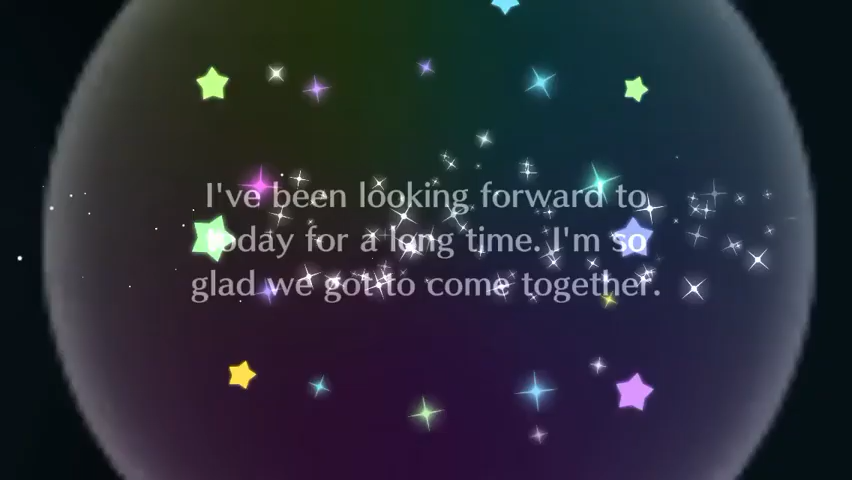 I've been looking forward to
today for a long time. I'm so
glad we got to come together.